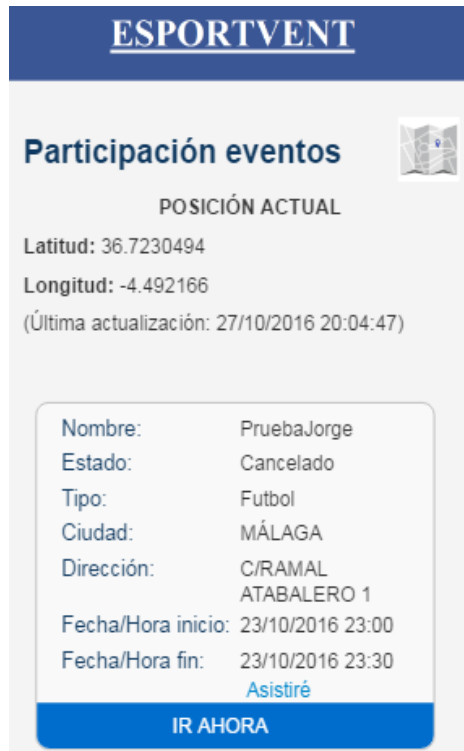 ESPORTVENT
Participación eventos
POSICIÓN ACTUAL
Latitud: 36.7230494
Longitud: -4.492166
(Última actualización: 27/10/2016 20:04:47)
Nombre: PruebaJorge
Estado: Cancelado
Tipo: Futbol
Ciudad: MÁLAGA
Dirección: C/RAMAL
ATABALERO 1
Fecha/Hora inicio: 23/10/2016 23:00
Fecha/Hora fin: 23/10/2016 23:30
Asistiré
IR AHORA